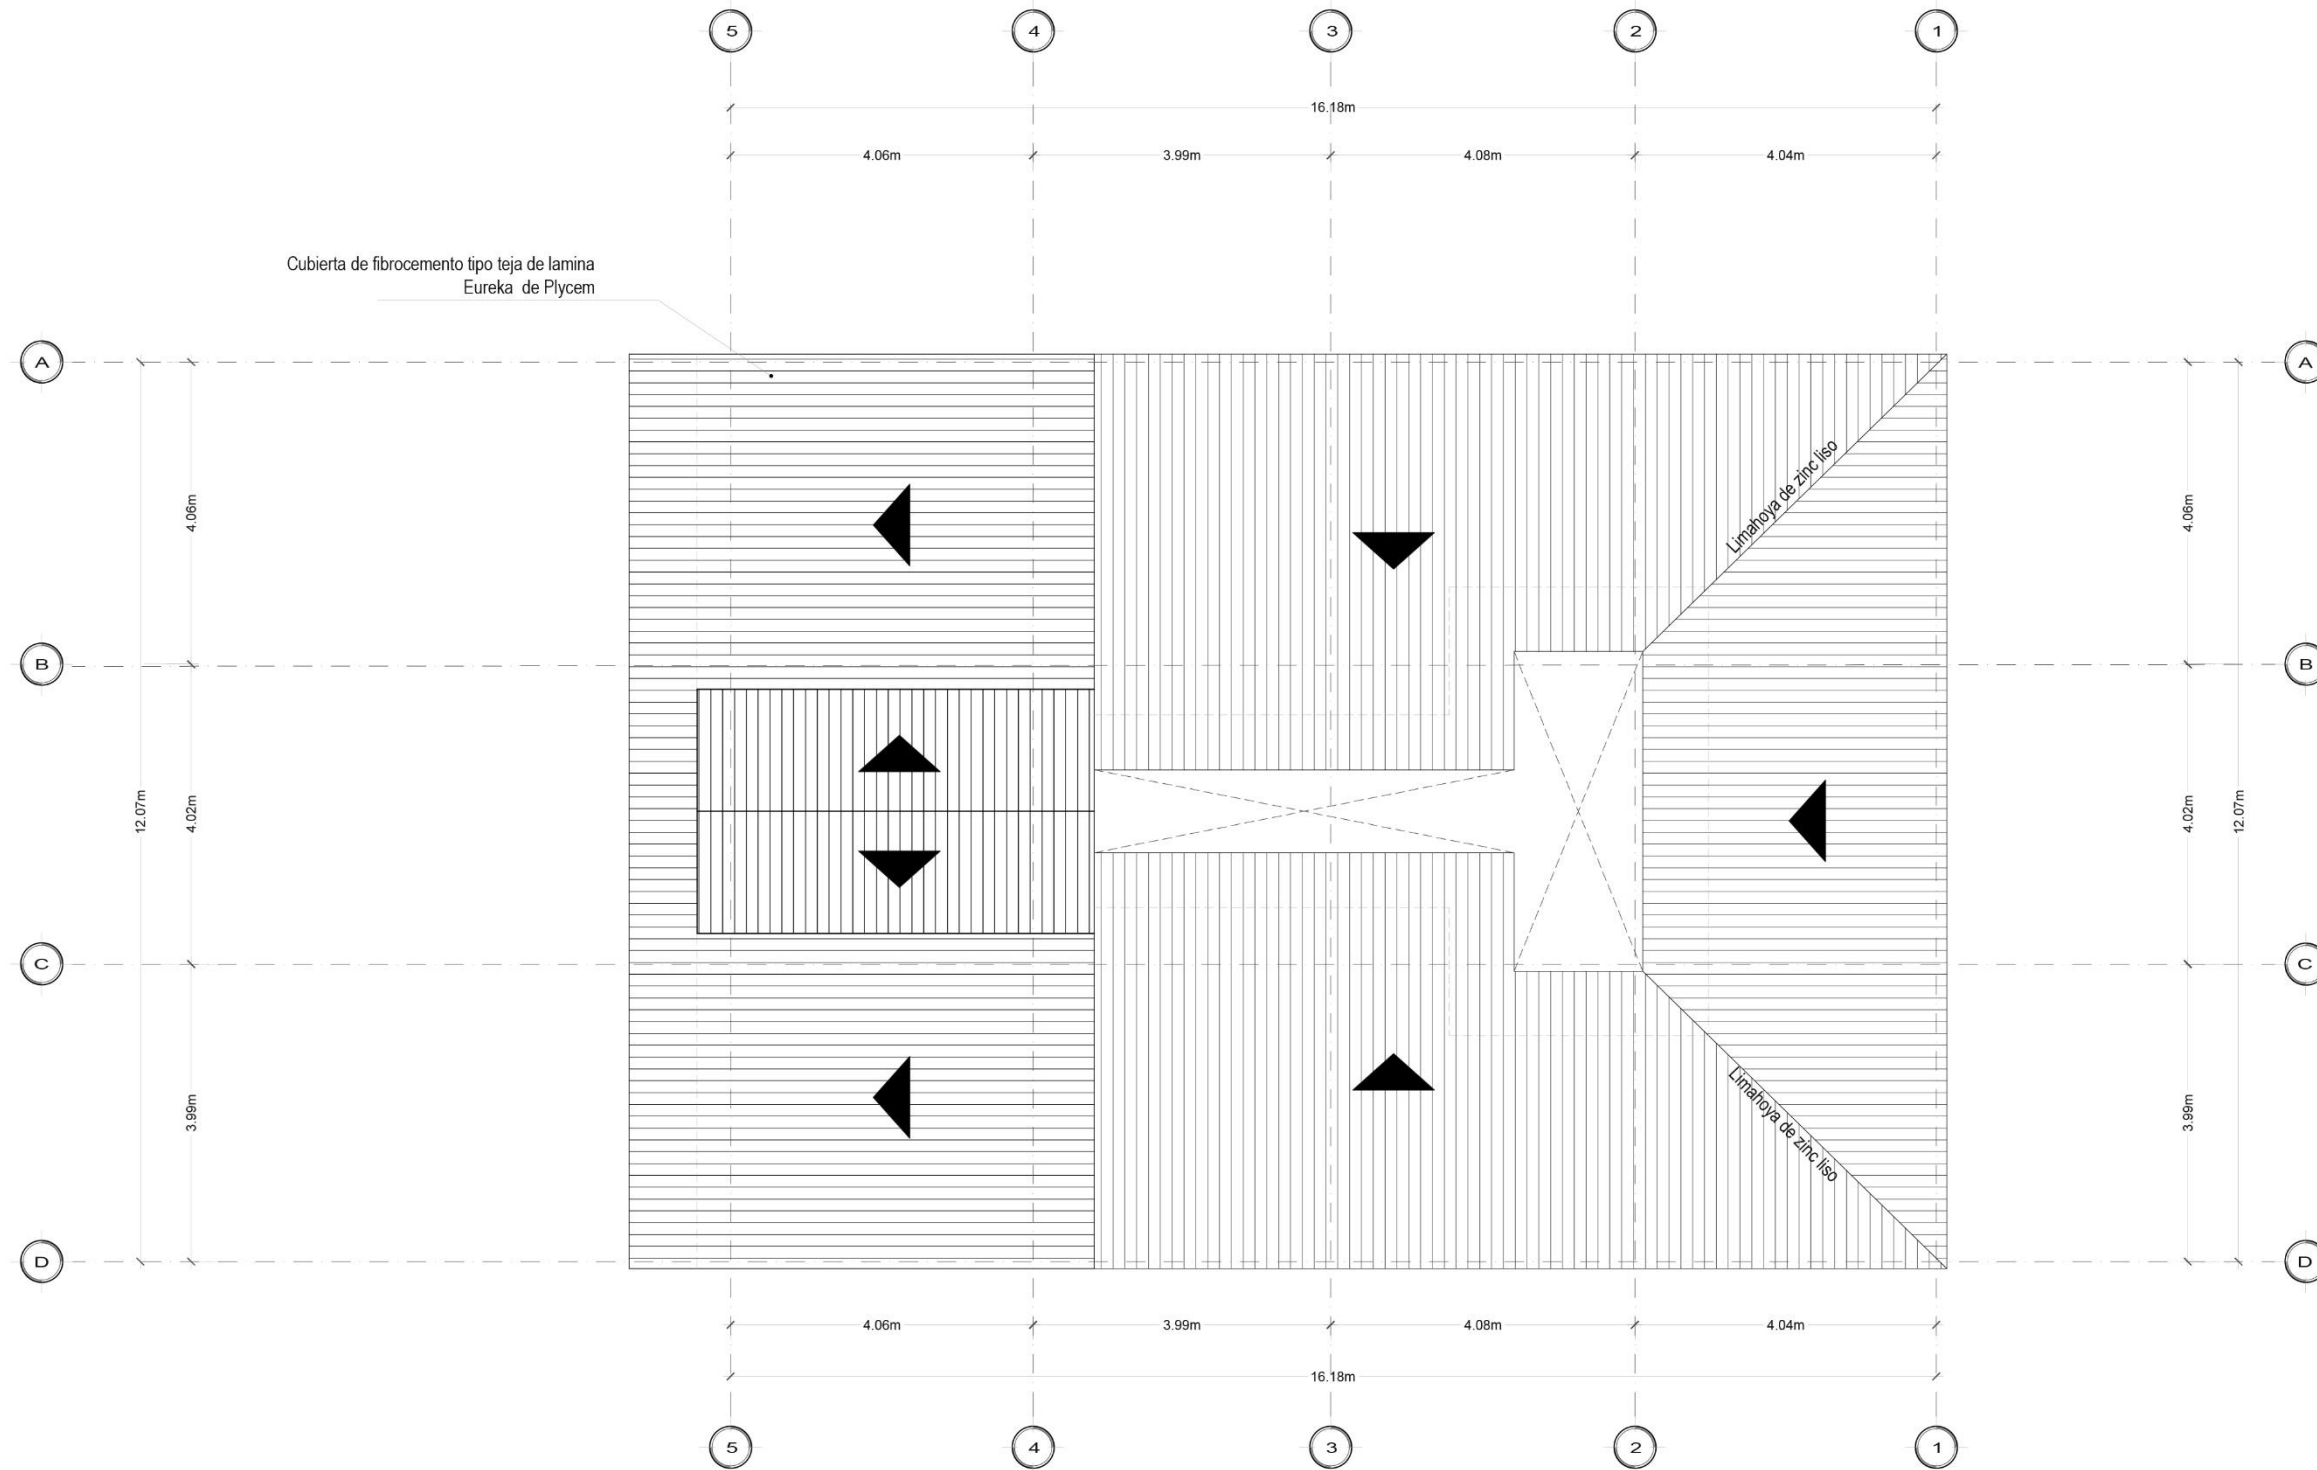 5 4 3 2 1
16.18m
4.06m 3.99m 4.08m 4.04m
Cubierta de fibrocemento tipo teja de lamina
Eureka de Plycem
A A
4.06m 4.06m
Limahoya de zinc liso
B B
12.07m 4.02m 4.02m 12.07m
C C
3.99m 3.99m
Limahoya de zinc liso
D D
4.06m 3.99m 4.08m 4.04m
16.18m
5 4 3 2 1